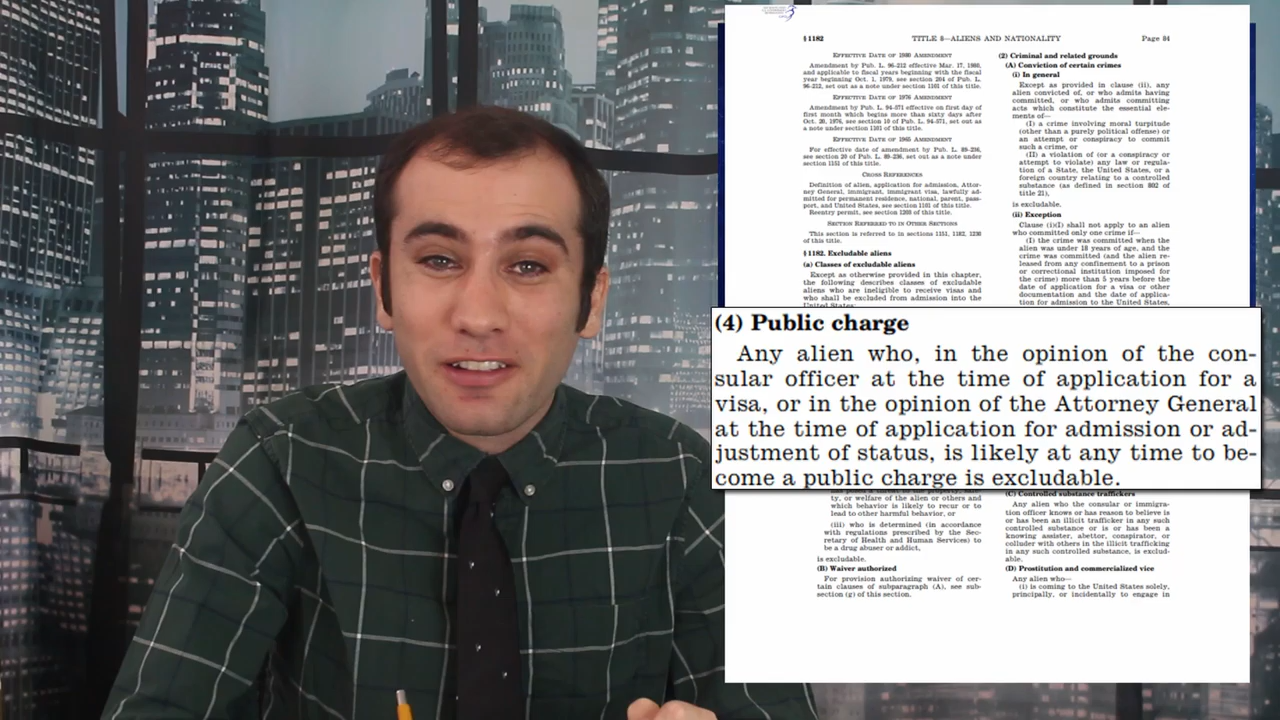 § 1182
TITLE 8—ALIENS AND NATIONALITY
Page 84
EFFECTIVE DATE OF 1980 AMENDMENT
Amendment by Pub. L. 96-212 effective Mar. 17, 1980,
and applicable to fiscal years beginning with the fiscal
year beginning Oct. 1, 1979, see section 204 of Pub. L.
96-212, set out as a note under section 1101 of this title.
EFFECTIVE DATE OF 1976 AMENDMENT
Amendment by Pub. L. 94-571 effective on first day of
first month which begins more than sixty days after
Oct. 20, 1976, see section 10 of Pub. L. 94-571, set out as
a note under section 1101 of this title.
EFFECTIVE DATE OF 1965 AMENDMENT
For effective date of amendment by Pub. L. 89-236,
see section 20 of Pub. L. 89-236, set out as a note under
section 1151 of this title.
CROSS REFERENCES
Definition of alien, application for admission, Attor-
ney General, immigrant, immigrant visa, lawfully ad-
mitted for permanent residence, national, parent, pass-
port, and United States, see section 1101 of this title.
Reentry permit, see section 1203 of this title.
SECTION REFERRED TO IN OTHER SECTIONS
This section is referred to in sections 1151, 1182, 1230
of this title.
§ 1182. Excludable aliens
(a) Classes of excludable aliens
Except as otherwise provided in this chapter,
the following describes classes of excludable
aliens who are ineligible to receive visas and
who shall be excluded from admission into the
United States:
(2) Criminal and related grounds
(A) Conviction of certain crimes
(i) In general
Except as provided in clause (ii), any
alien convicted of, or who admits having
committed, or who admits committing
acts which constitute the essential ele-
ments of—
(I) a crime involving moral turpitude
(other than a purely political offense) or
an attempt or conspiracy to commit
such a crime, or
(II) a violation of (or a conspiracy or
attempt to violate) any law or regula-
tion of a State, the United States, or a
foreign country relating to a controlled
substance (as defined in section 802 of
title 21),
is excludable.
(ii) Exception
Clause (i)(I) shall not apply to an alien
who committed only one crime if—
(I) the crime was committed when the
alien was under 18 years of age, and the
crime was committed (and the alien re-
leased from any confinement to a prison
or correctional institution imposed for
the crime) more than 5 years before the
date of application for a visa or other
documentation and the date of applica-
tion for admission to the United States,
(4) Public charge
Any alien who, in the opinion of the con-
sular officer at the time of application for a
visa, or in the opinion of the Attorney General
at the time of application for admission or ad-
justment of status, is likely at any time to be-
come a public charge is excludable.
ty, or welfare of the alien or others and
which behavior is likely to recur or to
lead to other harmful behavior, or
(iii) who is determined (in accordance
with regulations prescribed by the Sec-
retary of Health and Human Services) to
be a drug abuser or addict,
is excludable.
(B) Waiver authorized
For provision authorizing waiver of cer-
tain clauses of subparagraph (A), see sub-
section (g) of this section.
(C) Controlled substance traffickers
Any alien who the consular or immigra-
tion officer knows or has reason to believe is
or has been an illicit trafficker in any such
controlled substance or is or has been a
knowing assister, abettor, conspirator, or
colluder with others in the illicit trafficking
in any such controlled substance, is exclud-
able.
(D) Prostitution and commercialized vice
Any alien who—
(i) is coming to the United States solely,
principally, or incidentally to engage in